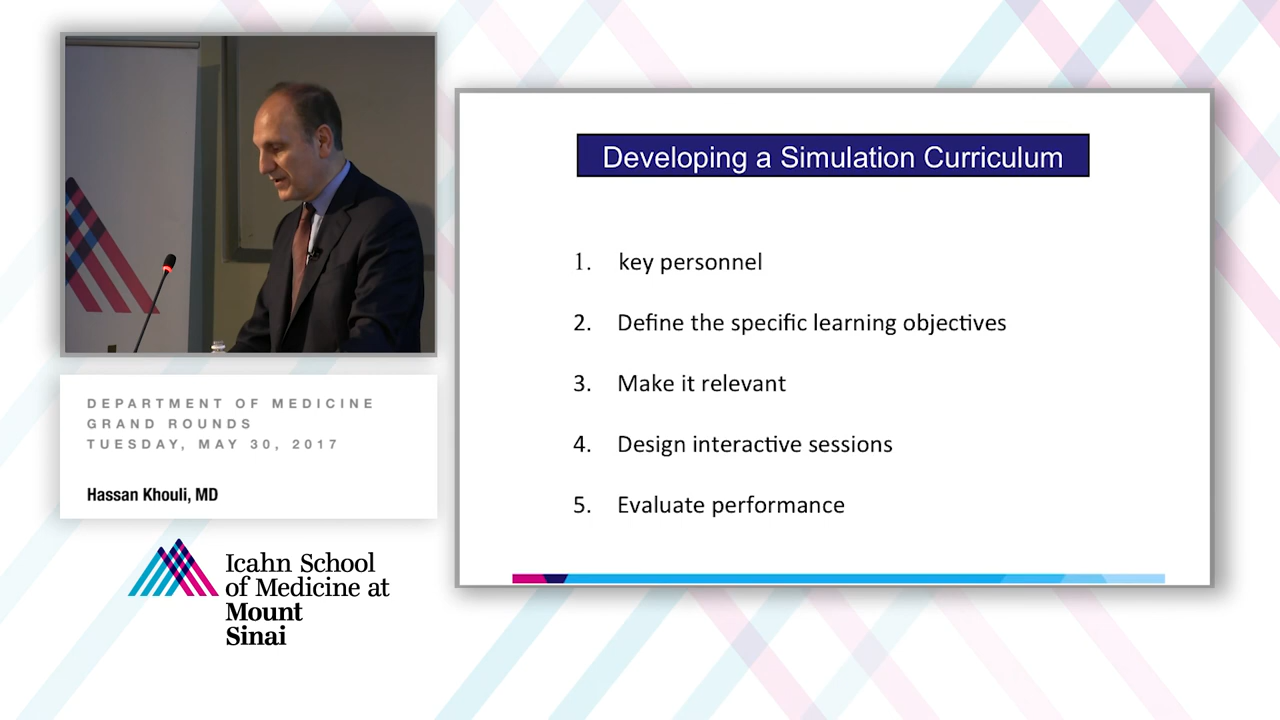 DEPARTMENT OF MEDICINE
GRAND ROUNDS
TUESDAY, MAY 30, 2017
Hassan Khouli, MD
Icahn School
of Medicine at
Mount
Sinai
Developing a Simulation Curriculum
1. key personnel
2. Define the specific learning objectives
3. Make it relevant
4. Design interactive sessions
5. Evaluate performance